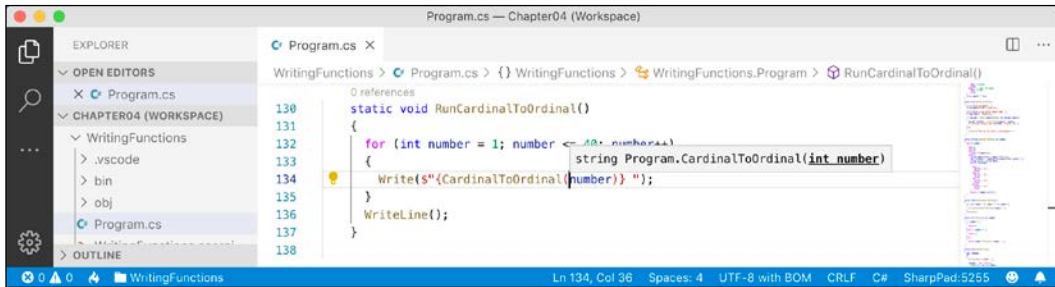 Program.cs — Chapter04 (Workspace)
EXPLORER
Program.cs ×
OPEN EDITORS
WritingFunctions > Program.cs > {} WritingFunctions > WritingFunctions.Program > RunCardinalToOrdinal()
× Program.cs
0 references
CHAPTER04 (WORKSPACE)
130 static void RunCardinalToOrdinal()
131 {
WritingFunctions
132 for (int number = 1; number <= 40; number++)
> .vscode
string Program.CardinalToOrdinal(int number)
133 {
> bin
134 Write($"{CardinalToOrdinal(number)} ");
> obj
135 }
Program.cs
136 WriteLine();
137 }
138
> OUTLINE
0 0 WritingFunctions Ln 134, Col 36 Spaces: 4 UTF-8 with BOM CRLF C# SharpPad:5255